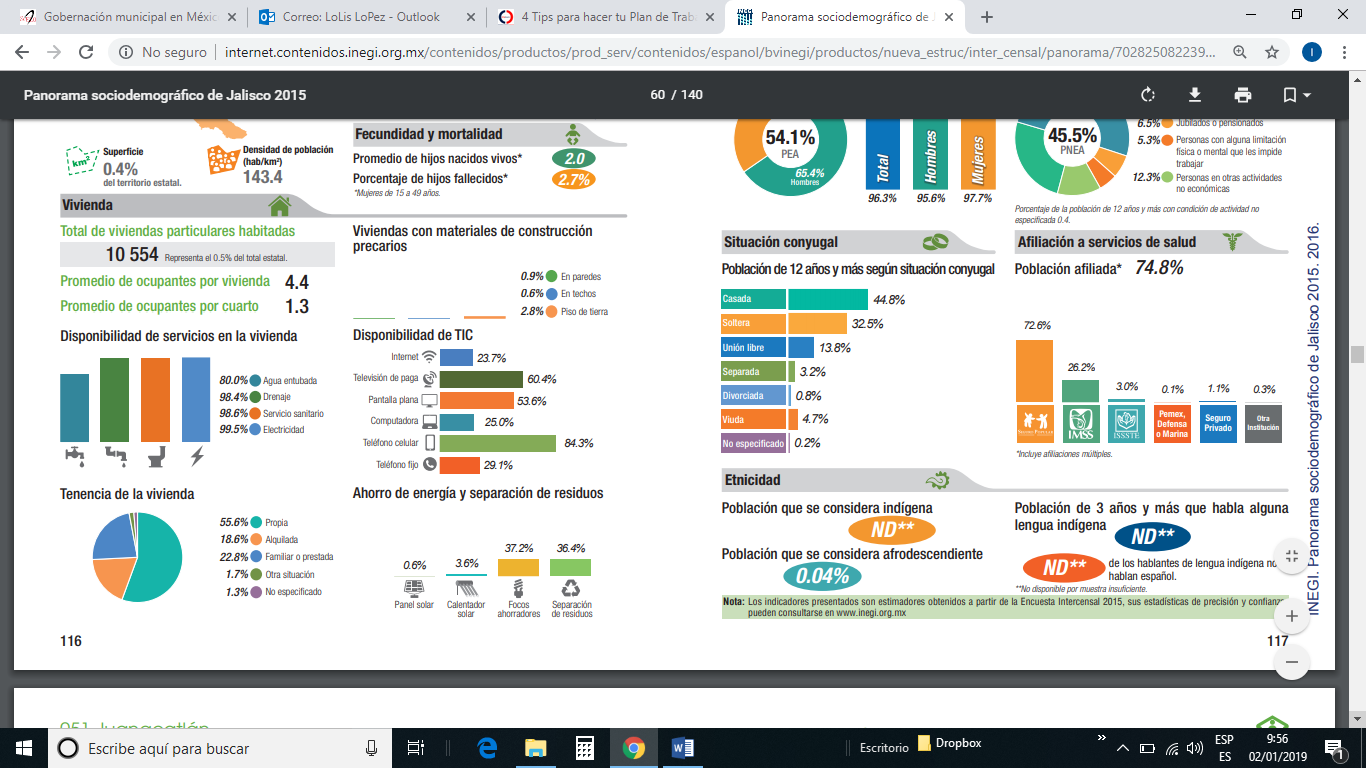 Gobernación municipal en Méxic
Correo: LoLis LoPez - Outlook
4 Tips para hacer tu Plan de Trab
Panorama sociodemográfico de J
No seguro
internet.contenidos.inegi.org.mx/contenidos/productos/prod_serv/contenidos/espanol/bvinegi/productos/nueva_estruc/inter_censal/panorama/702825082239...
I
Panorama sociodemográfico de Jalisco 2015
60 / 140
km²
Superficie
0.4%
del territorio estatal.
Densidad de población
(hab/km²)
143.4
Vivienda
Total de viviendas particulares habitadas
10 554 Representa el 0.5% del total estatal.
Promedio de ocupantes por vivienda 4.4
Promedio de ocupantes por cuarto 1.3
Disponibilidad de servicios en la vivienda
80.0% Agua entubada
98.4% Drenaje
98.6% Servicio sanitario
99.5% Electricidad
Tenencia de la vivienda
55.6% Propia
18.6% Alquilada
22.8% Familiar o prestada
1.7% Otra situación
1.3% No especificado
116
Fecundidad y mortalidad
Promedio de hijos nacidos vivos* 2.0
Porcentaje de hijos fallecidos* 2.7%
*Mujeres de 15 a 49 años.
Viviendas con materiales de construcción
precarios
0.9% En paredes
0.6% En techos
2.8% Piso de tierra
Disponibilidad de TIC
Internet 23.7%
Televisión de paga 60.4%
Pantalla plana 53.6%
Computadora 25.0%
Teléfono celular 84.3%
Teléfono fijo 29.1%
Ahorro de energía y separación de residuos
0.6% 3.6% 37.2% 36.4%
Panel solar
Calentador
solar
Focos
ahorradores
Separación
de residuos
54.1%
PEA
65.4%
Hombres
Total
Hombres
Mujeres
96.3% 95.6% 97.7%
45.5%
PNEA
6.5% Jubilados o pensionados
5.3% Personas con alguna limitación
física o mental que les impide
trabajar
12.3% Personas en otras actividades
no económicas
Porcentaje de la población de 12 años y más con condición de actividad no
especificada 0.4.
Situación conyugal
Población de 12 años y más según situación conyugal
Casada 44.8%
Soltera 32.5%
Unión libre 13.8%
Separada 3.2%
Divorciada 0.8%
Viuda 4.7%
No especificado 0.2%
Afiliación a servicios de salud
Población afiliada* 74.8%
72.6% 26.2% 3.0% 0.1% 1.1% 0.3%
IMSS
ISSSTE
Pemex,
Defensa
o Marina
Seguro
Privado
Otra
Institución
*Incluye afiliaciones múltiples.
Etnicidad
Población que se considera indígena
ND**
Población que se considera afrodescendiente
0.04%
Población de 3 años y más que habla alguna
lengua indígena ND**
ND** de los hablantes de lengua indígena no
hablan español.
**No disponible por muestra insuficiente.
Nota: Los indicadores presentados son estimadores obtenidos a partir de la Encuesta Intercensal 2015, sus estadísticas de precisión y confianza
pueden consultarse en www.inegi.org.mx
117
INEGI. Panorama sociodemográfico de Jalisco 2015. 2016.
Escribe aquí para buscar
Escritorio
Dropbox
ESP
ES
9:56
02/01/2019
1